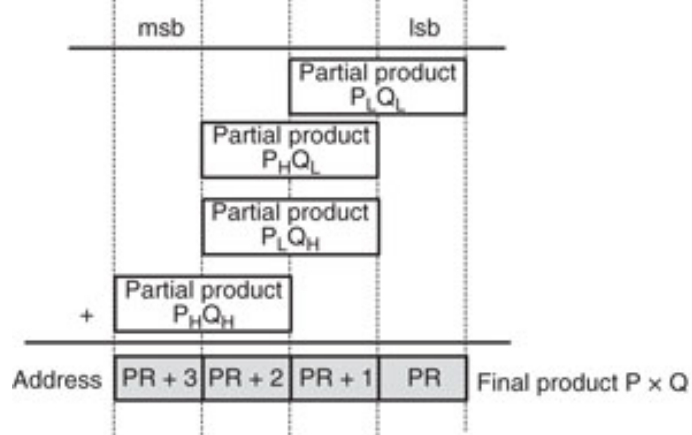 msb lsb
Partial product
PLQL
Partial product
PHQL
Partial product
PLQH
Partial product
+ PHQH
Address PR + 3 PR + 2 PR + 1 PR Final product P × Q